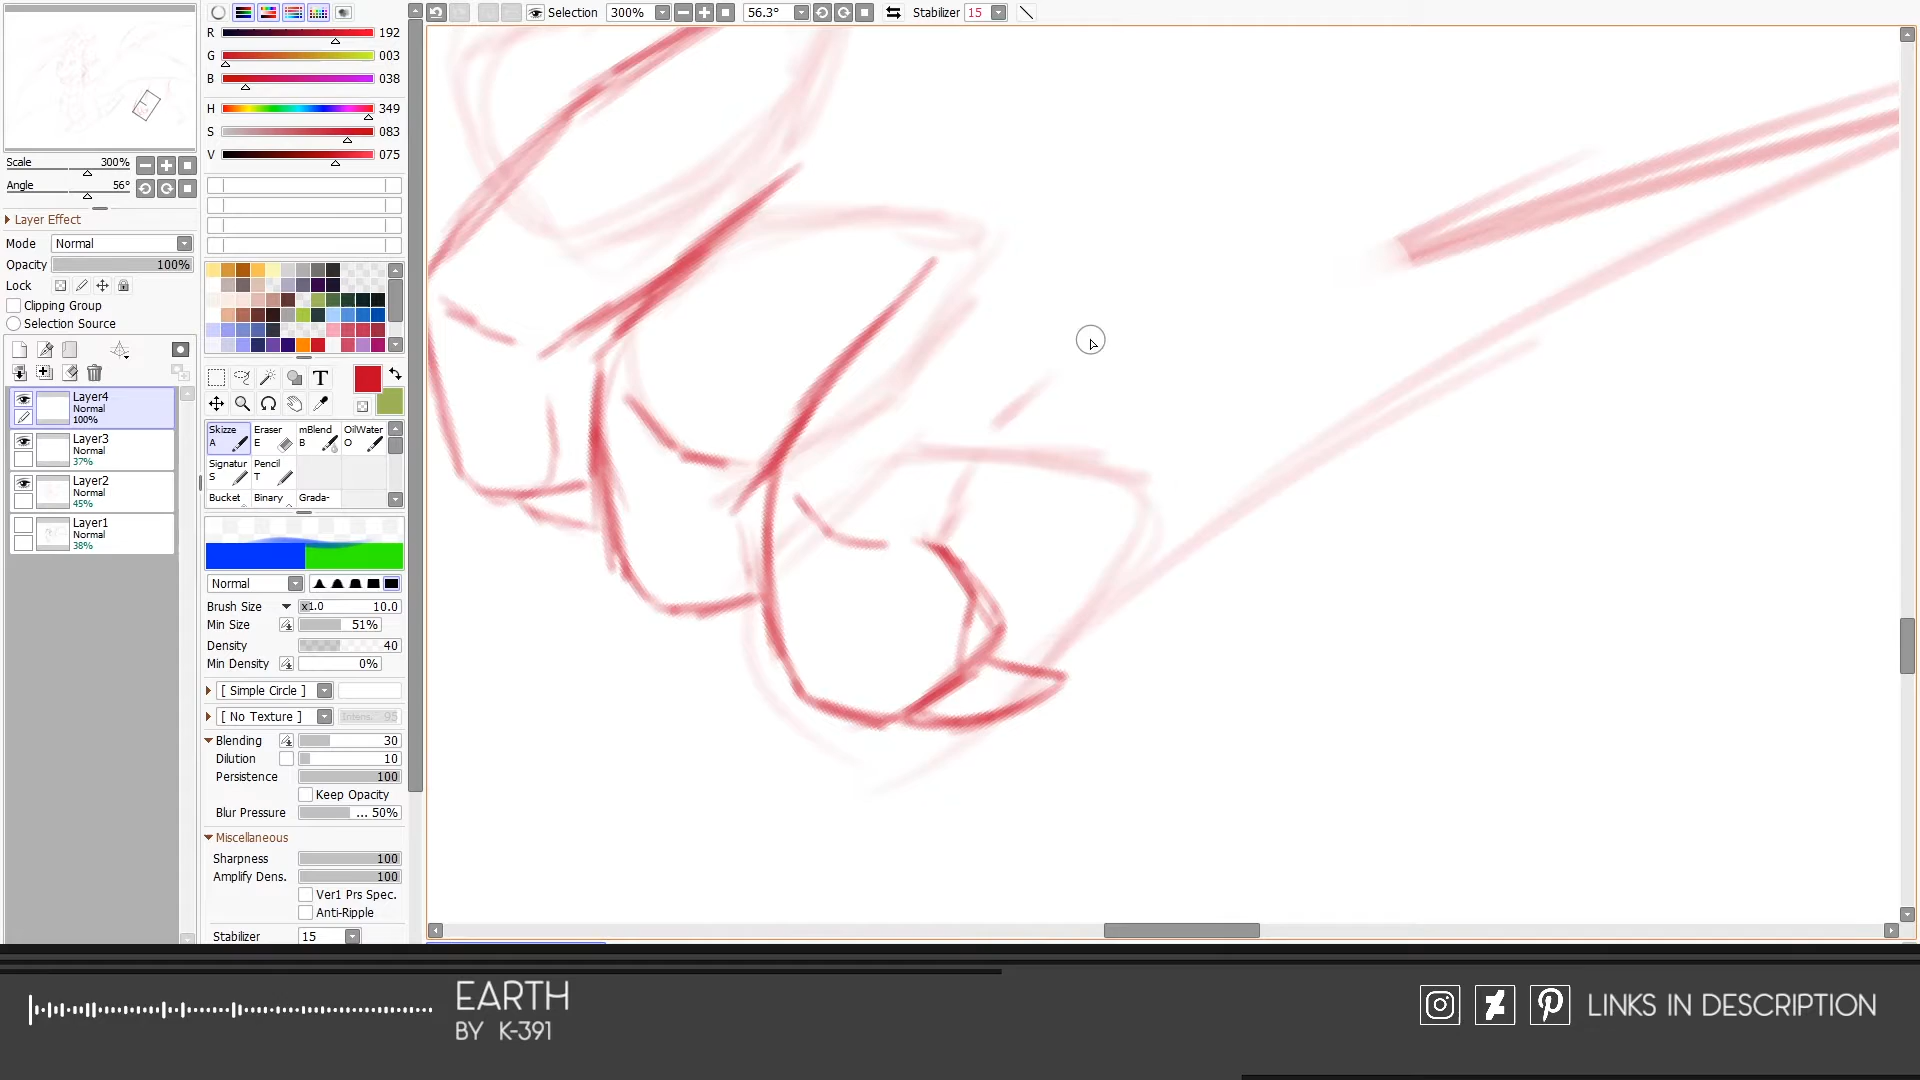 Selection 300% 56.3° Stabilizer 15
R 192
G 003
B 038
H 349
S 083
V 075
Scale 300%
Angle 56°
Layer Effect
Mode Normal
Opacity 100%
Lock
Clipping Group
Selection Source
Layer4
Normal
100%
Layer3
Normal
37%
Layer2
Normal
45%
Layer1
Normal
38%
T
Skizze Eraser mBlend OilWater
A E B O
Signatur Pencil
S T
Bucket Binary Grada-
Normal
Brush Size x1.0 10.0
Min Size 51%
Density 40
Min Density 0%
[ Simple Circle ]
[ No Texture ] Intens. 95
Blending 30
Dilution 10
Persistence 100
Keep Opacity
Blur Pressure ... 50%
Miscellaneous
Sharpness 100
Amplify Dens. 100
Ver1 Prs Spec.
Anti-Ripple
Stabilizer 15
EARTH
BY K-391
LINKS IN DESCRIPTION